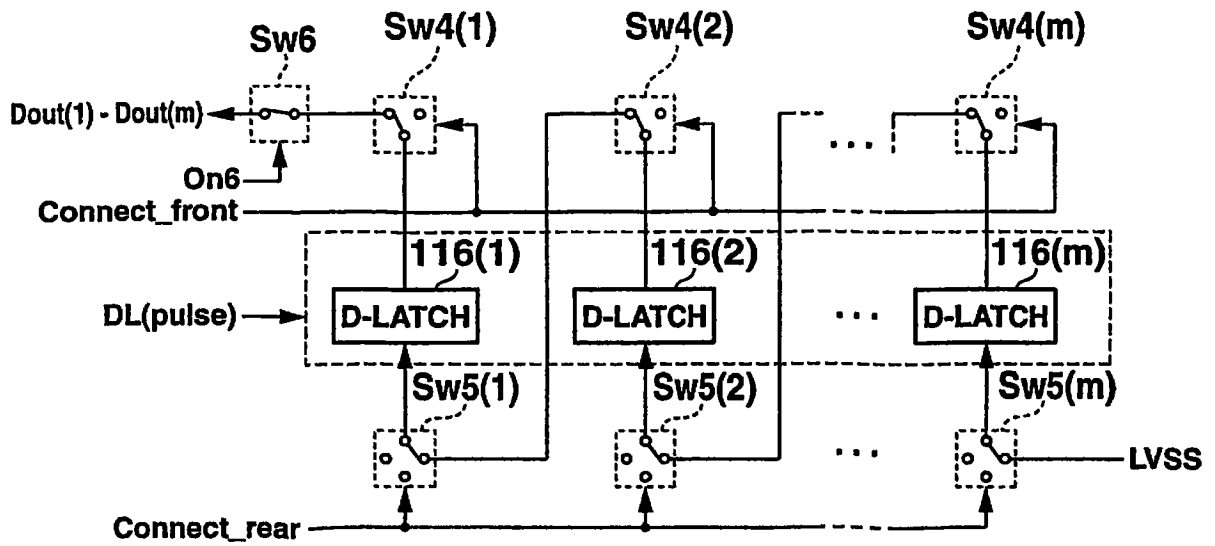 Sw6
Sw4(1)
Sw4(2)
Sw4(m)
Dout(1) - Dout(m)
On6
Connect_front
116(1)
116(2)
116(m)
DL(pulse)
D-LATCH
D-LATCH
D-LATCH
Sw5(1)
Sw5(2)
Sw5(m)
LVSS
Connect_rear